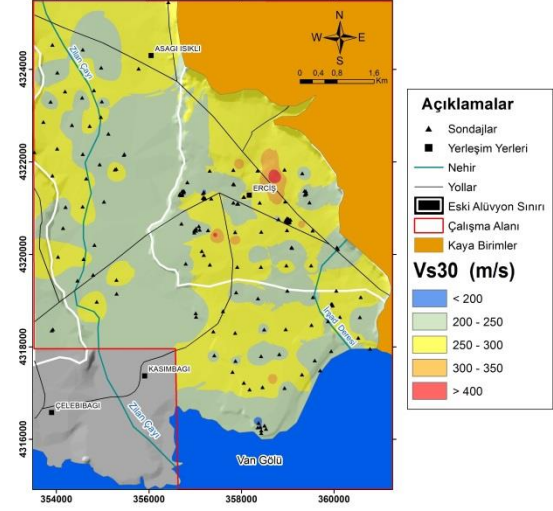 N
W E
S
0 0,4 0,8 1,6
Km
ASAGI ISIKLI
Zilan Çayı
ERCİŞ
İrşad Deresi
KASIMBAGI
ÇELEBIBAGI
Zilan Çayı
Van Gölü
4324000
4322000
4320000
4318000
4316000
354000 356000 358000 360000
Açıklamalar
Sondajlar
Yerleşim Yerleri
Nehir
Yollar
Eski Alüvyon Sınırı
Çalışma Alanı
Kaya Birimler
Vs30 (m/s)
< 200
200 - 250
250 - 300
300 - 350
> 400